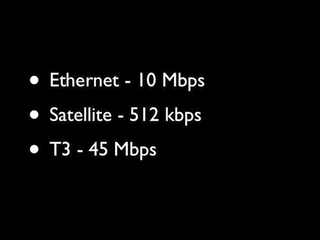 • Ethernet - 10 Mbps
• Satellite - 512 kbps
• T3 - 45 Mbps